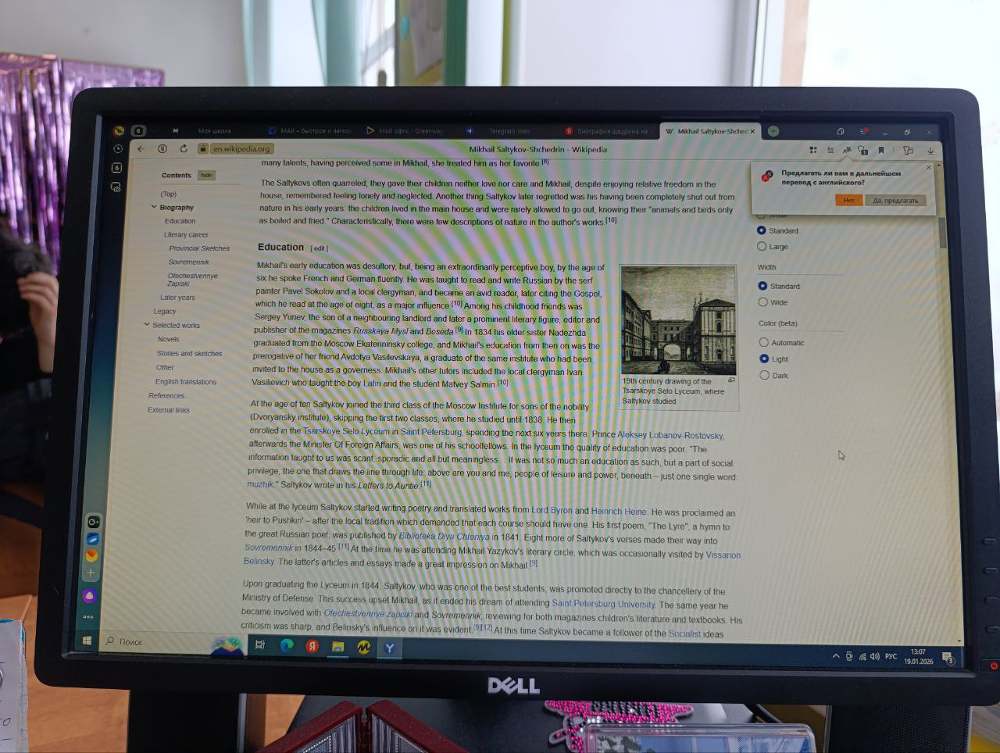 6
М
Моя школа
MAX – быстрое и легко
Мой офис - Greenway
Telegram Web
биография щедрина на
W Mikhail Saltykov-Shched
en.wikipedia.org
Mikhail Saltykov-Shchedrin - Wikipedia
6
Предлагать ли вам в дальнейшем
перевод с английского?
Нет
Да, предлагать
Contents hide
(Top)
Biography
Education
Literary career
Provincial Sketches
Sovremennik
Otechestvennye
Zapiski
Later years
Legacy
Selected works
Novels
Stories and sketches
Other
English translations
References
External links
many talents, having perceived some in Mikhail, she treated him as her favorite.[8]
The Saltykovs often quarreled; they gave their children neither love nor care and Mikhail, despite enjoying relative freedom in the
house, remembered feeling lonely and neglected. Another thing Saltykov later regretted was his having been completely shut out from
nature in his early years: the children lived in the main house and were rarely allowed to go out, knowing their "animals and birds only
as boiled and fried." Characteristically, there were few descriptions of nature in the author's works.[10]
Education [edit]
Mikhail's early education was desultory, but, being an extraordinarily perceptive boy, by the age of
six he spoke French and German fluently. He was taught to read and write Russian by the serf
painter Pavel Sokolov and a local clergyman, and became an avid reader, later citing the Gospel,
which he read at the age of eight, as a major influence.[10] Among his childhood friends was
Sergey Yuriev, the son of a neighbouring landlord and later a prominent literary figure, editor and
publisher of the magazines Russkaya Mysl and Beseda.[9] In 1834 his elder sister Nadezhda
graduated from the Moscow Ekaterininsky college, and Mikhail's education from then on was the
prerogative of her friend Avdotya Vasilevskaya, a graduate of the same institute who had been
invited to the house as a governess. Mikhail's other tutors included the local clergyman Ivan
Vasilievich who taught the boy Latin and the student Matvey Salmin.[10]
19th century drawing of the
Tsarskoye Selo Lyceum, where
Saltykov studied
At the age of ten Saltykov joined the third class of the Moscow Institute for sons of the nobility
(Dvoryansky institute), skipping the first two classes, where he studied until 1838. He then
enrolled in the Tsarskoye Selo Lyceum in Saint Petersburg, spending the next six years there. Prince Aleksey Lobanov-Rostovsky,
afterwards the Minister Of Foreign Affairs, was one of his schoolfellows. In the lyceum the quality of education was poor. "The
information taught to us was scant, sporadic and all but meaningless... It was not so much an education as such, but a part of social
privilege, the one that draws the line through life: above are you and me, people of leisure and power, beneath – just one single word:
muzhik," Saltykov wrote in his Letters to Auntie.[11]
While at the lyceum Saltykov started writing poetry and translated works from Lord Byron and Heinrich Heine. He was proclaimed an
'heir to Pushkin' – after the local tradition which demanded that each course should have one. His first poem, "The Lyre", a hymn to
the great Russian poet, was published by Biblioteka Dlya Chteniya in 1841. Eight more of Saltykov's verses made their way into
Sovremennik in 1844–45.[11] At the time he was attending Mikhail Yazykov's literary circle, which was occasionally visited by Vissarion
Belinsky. The latter's articles and essays made a great impression on Mikhail.[9]
Upon graduating the Lyceum in 1844, Saltykov, who was one of the best students, was promoted directly to the chancellery of the
Ministry of Defense. This success upset Mikhail, as it ended his dream of attending Saint Petersburg University. The same year he
became involved with Otechestvennye zapiski and Sovremennik, reviewing for both magazines children's literature and textbooks. His
criticism was sharp, and Belinsky's influence on it was evident.[9][12] At this time Saltykov became a follower of the Socialist ideas
Small
Standard
Large
Width
Standard
Wide
Color (beta)
Automatic
Light
Dark
Поиск
РУС
13:07
19.01.2026
3
DELL